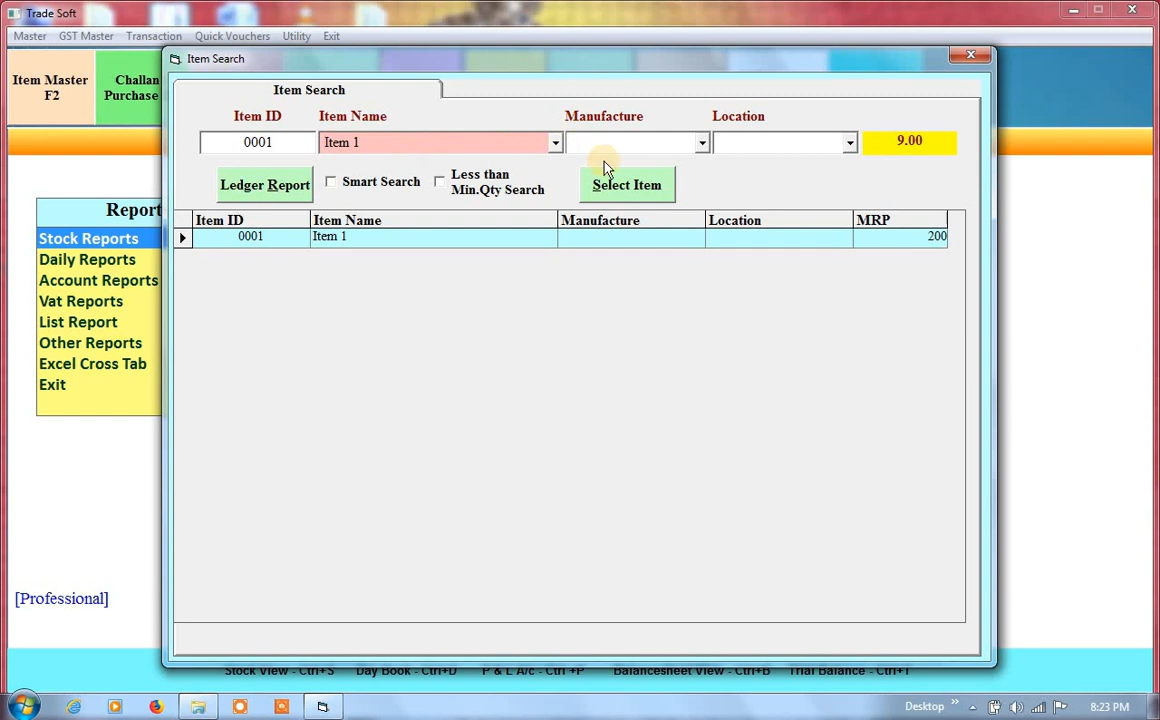 Trade Soft
Master GST Master Transaction Quick Vouchers Utility Exit
Item Master
F2
Challan
Purchase
Item Search
Item Search
Item ID Item Name Manufacture Location
0001 Item 1 9.00
Ledger Report Smart Search Less than
Min.Qty Search
Select Item
Item ID Item Name Manufacture Location MRP
0001 Item 1 200
Report
Stock Reports
Daily Reports
Account Reports
Vat Reports
List Report
Other Reports
Excel Cross Tab
Exit
[Professional]
Stock View - Ctrl+S Day Book - Ctrl+D P & L A/c - Ctrl +P Balancesheet View - Ctrl+B Trial Balance - Ctrl+T
Desktop 8:23 PM